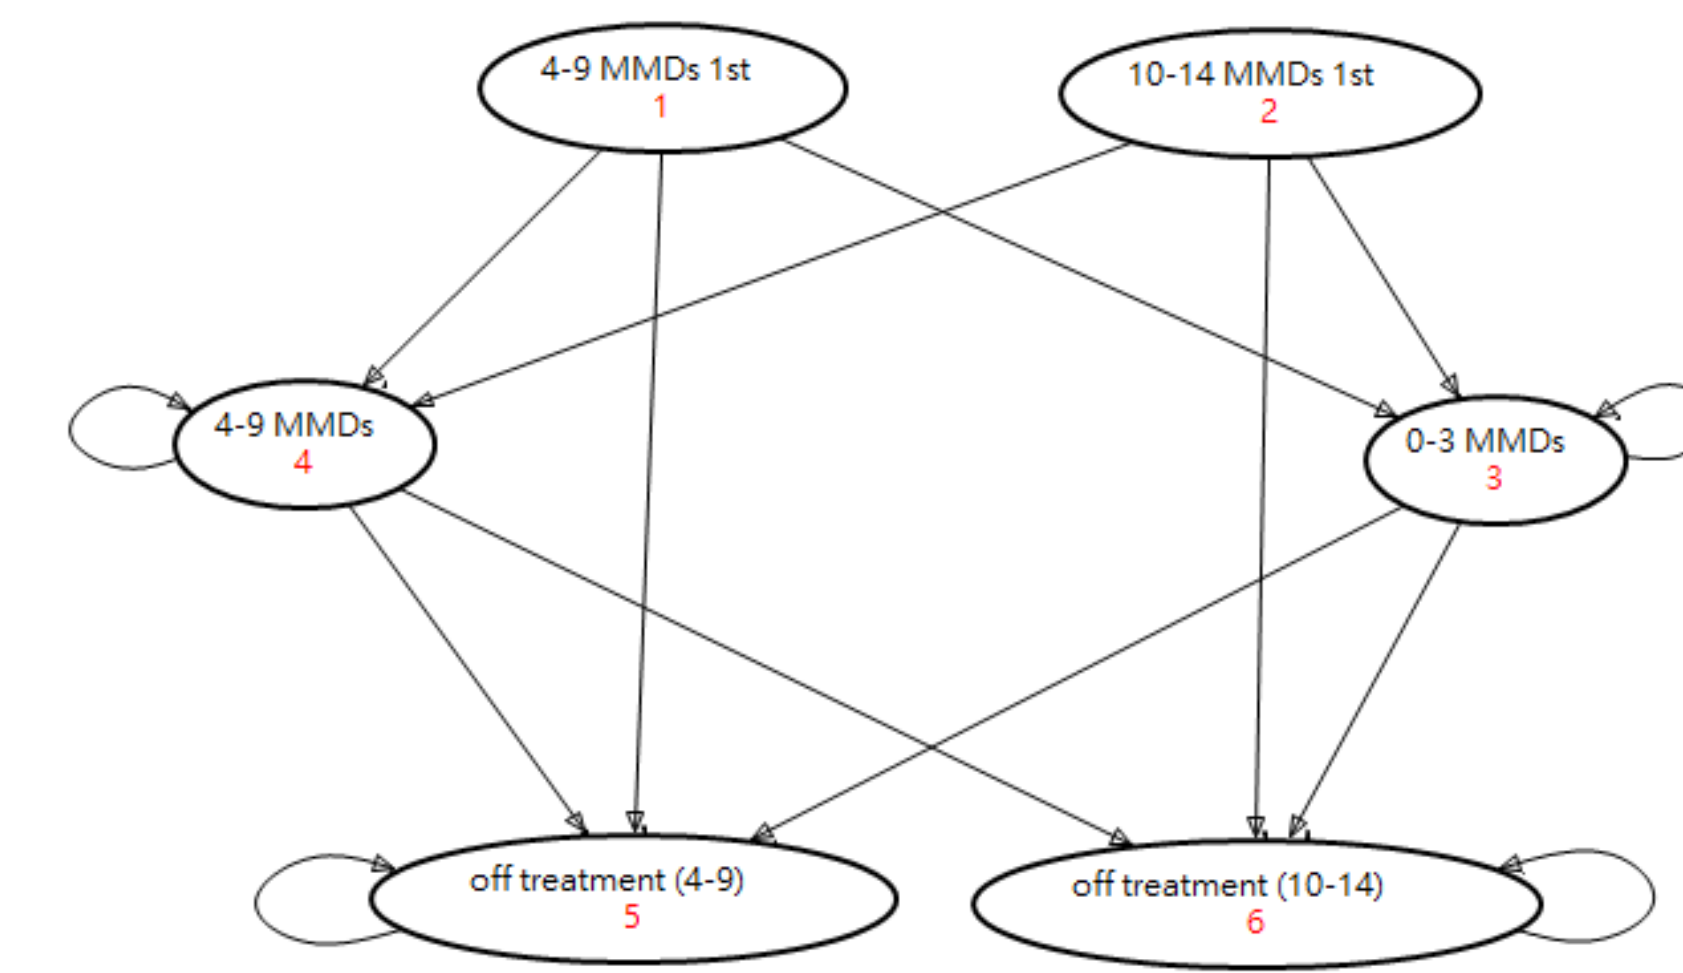 4-9 MMDs 1st
1
10-14 MMDs 1st
2
4-9 MMDs
4
0-3 MMDs
3
off treatment (4-9)
5
off treatment (10-14)
6